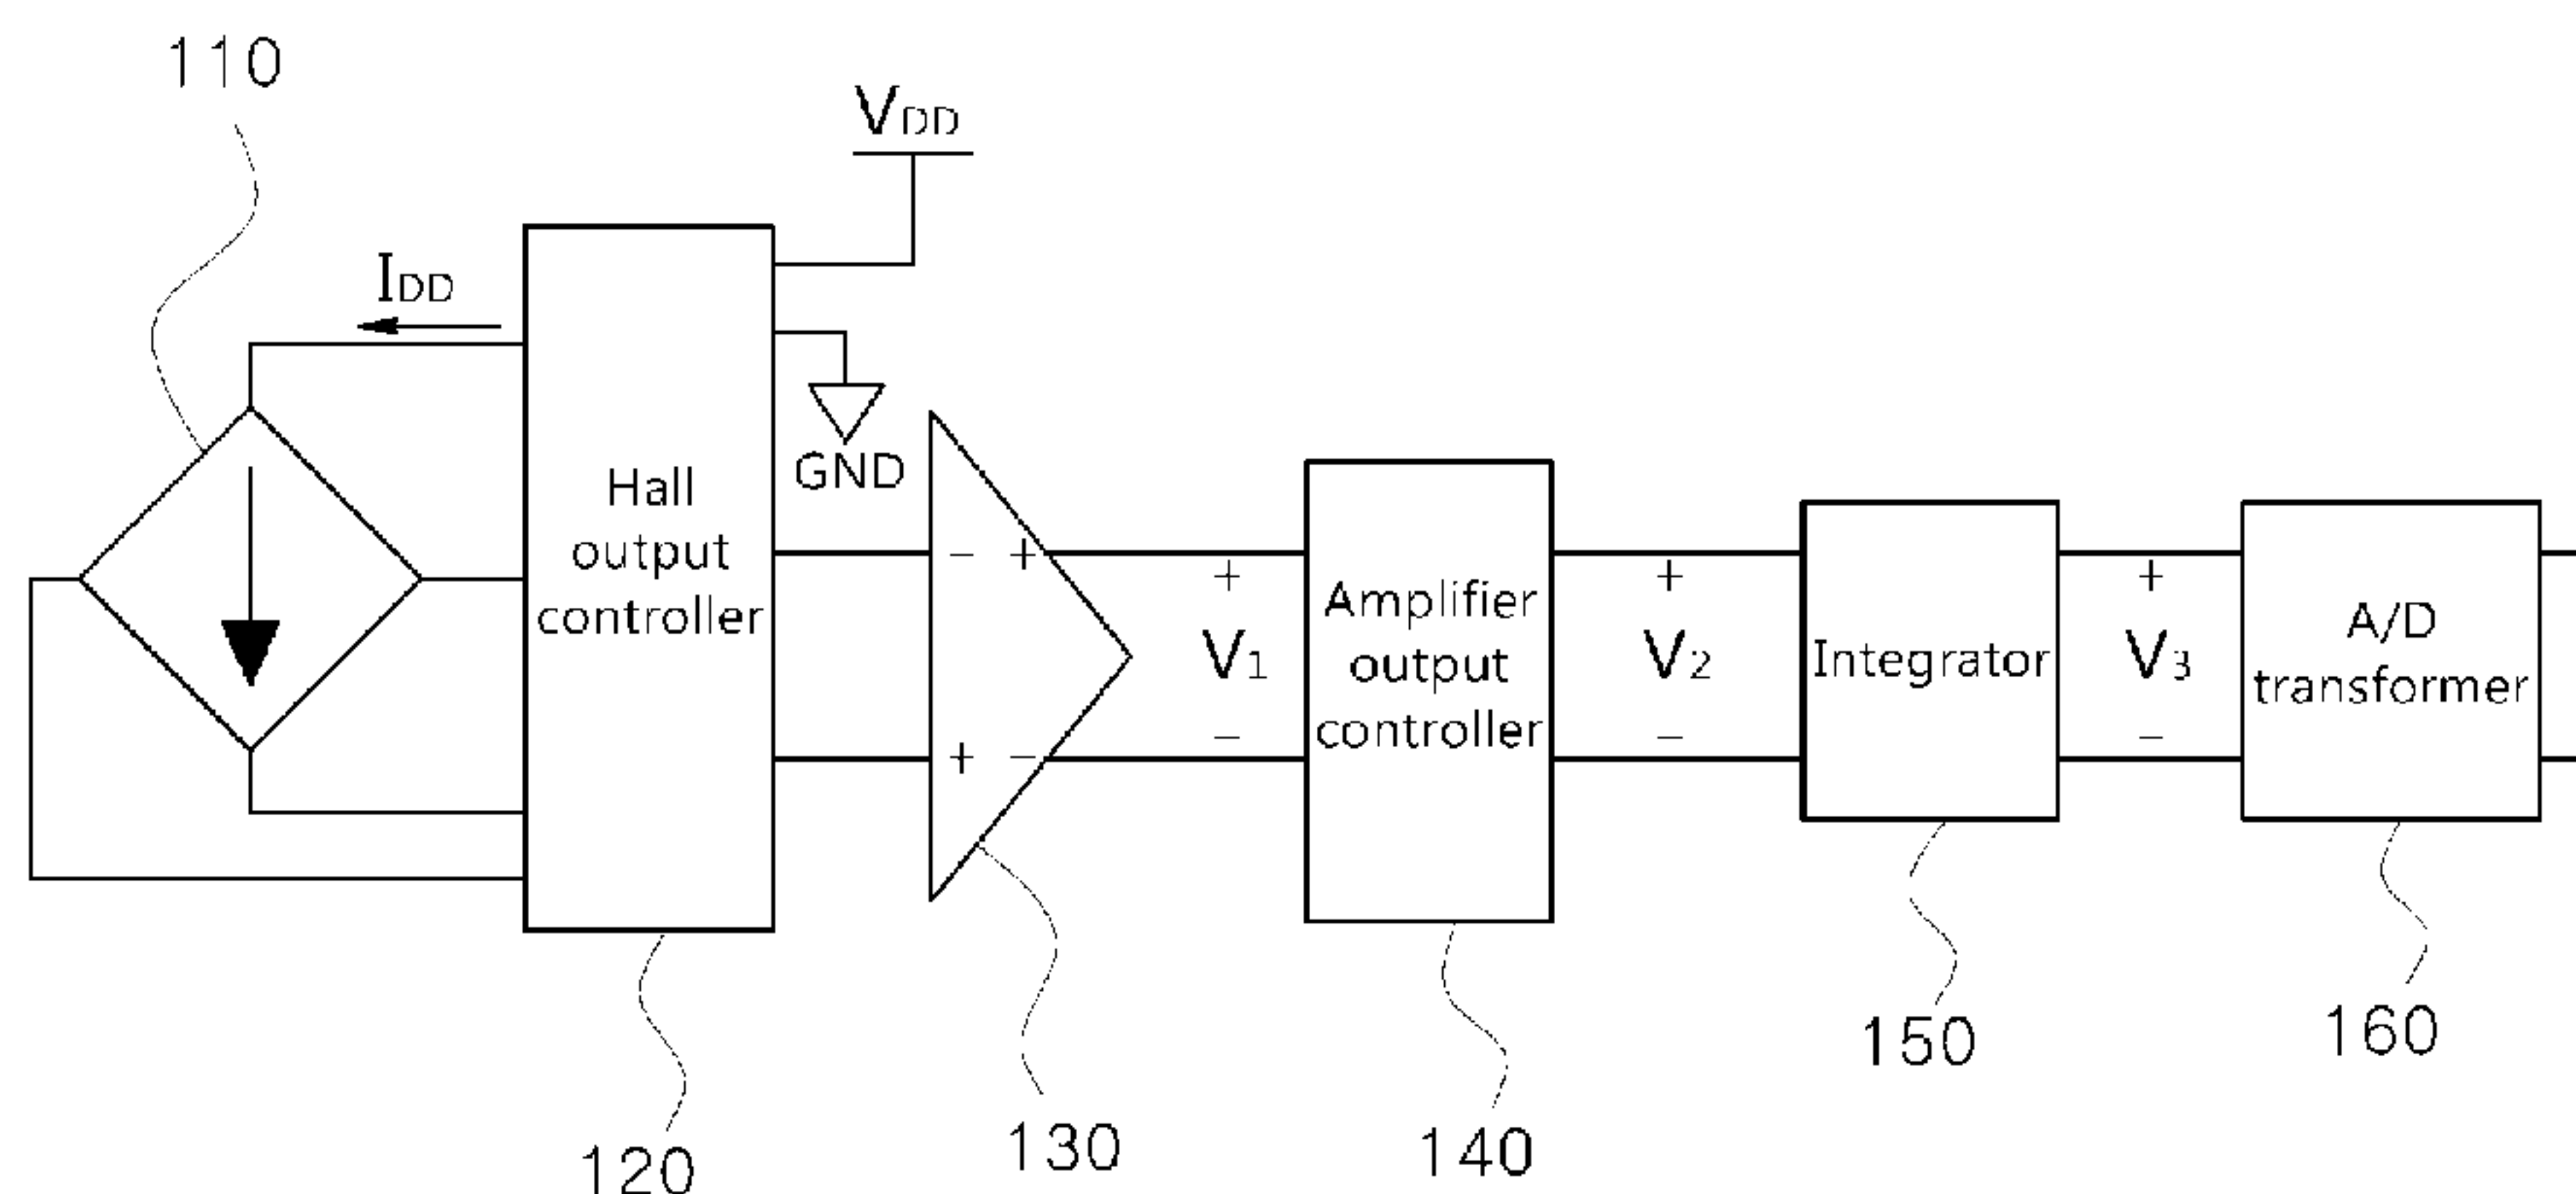 110
VDD
IDD
GND
Hall
output
controller
− +
+ −
+
V1
−
Amplifier
output
controller
+
V2
−
Integrator
+
V3
−
A/D
transformer
120
130
140
150
160